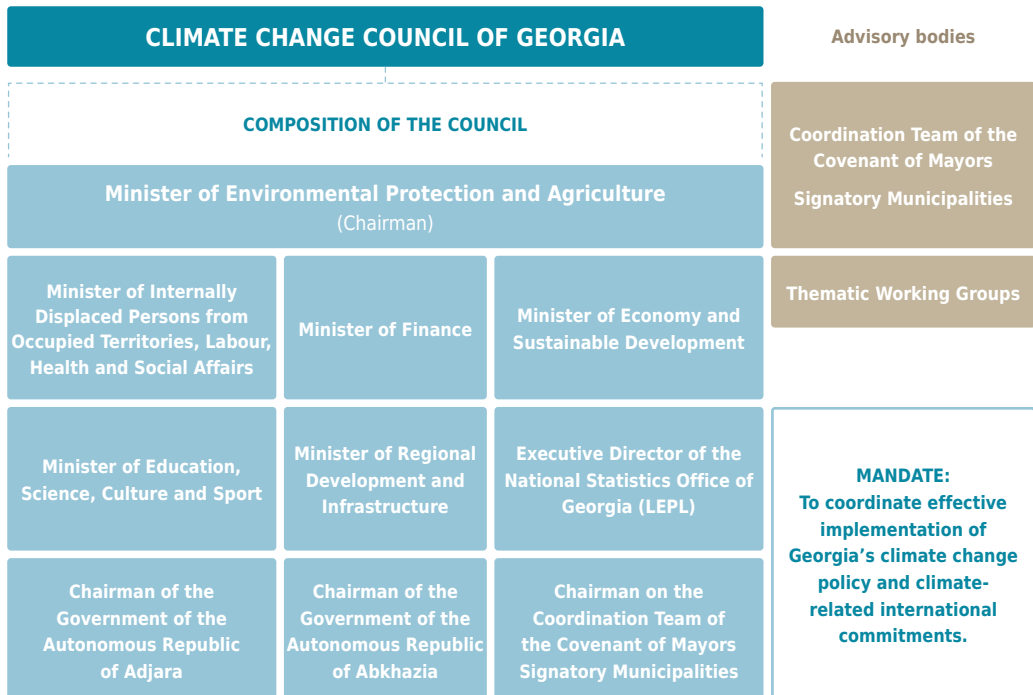 CLIMATE CHANGE COUNCIL OF GEORGIA
COMPOSITION OF THE COUNCIL
Minister of Environmental Protection and Agriculture
(Chairman)
Minister of Internally
Displaced Persons from
Occupied Territories, Labour,
Health and Social Affairs
Minister of Finance
Minister of Economy and
Sustainable Development
Minister of Education,
Science, Culture and Sport
Minister of Regional
Development and
Infrastructure
Executive Director of the
National Statistics Office of
Georgia (LEPL)
Chairman of the
Government of the
Autonomous Republic
of Adjara
Chairman of the
Government of the
Autonomous Republic
of Abkhazia
Chairman on the
Coordination Team of
the Covenant of Mayors
Signatory Municipalities
Advisory bodies
Coordination Team of the
Covenant of Mayors
Signatory Municipalities
Thematic Working Groups
MANDATE:
To coordinate effective
implementation of
Georgia’s climate change
policy and climate-
related international
commitments.